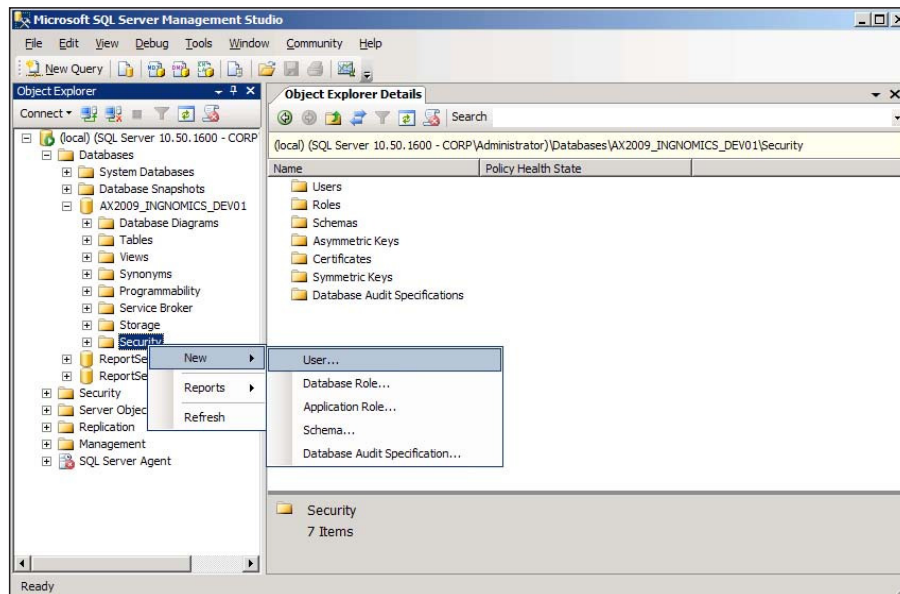 Microsoft SQL Server Management Studio
File Edit View Debug Tools Window Community Help
New Query
Object Explorer
Connect
(local) (SQL Server 10.50.1600 - CORP
Databases
System Databases
Database Snapshots
AX2009_INGNOMICS_DEV01
Database Diagrams
Tables
Views
Synonyms
Programmability
Service Broker
Storage
Security
ReportSe
ReportSe
Security
Server Objec
Replication
Management
SQL Server Agent
New
Reports
Refresh
User...
Database Role...
Application Role...
Schema...
Database Audit Specification...
Object Explorer Details
Search
(local) (SQL Server 10.50.1600 - CORP\Administrator)\Databases\AX2009_INGNOMICS_DEV01\Security
Name Policy Health State
Users
Roles
Schemas
Asymmetric Keys
Certificates
Symmetric Keys
Database Audit Specifications
Security
7 Items
Ready